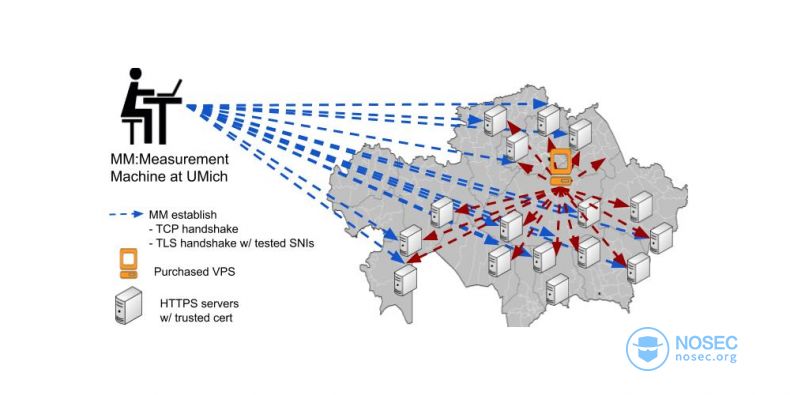 MM:Measurement
Machine at UMich
MM establish
- TCP handshake
- TLS handshake w/ tested SNIs
Purchased VPS
HTTPS servers
w/ trusted cert
NOSEC
nosec.org